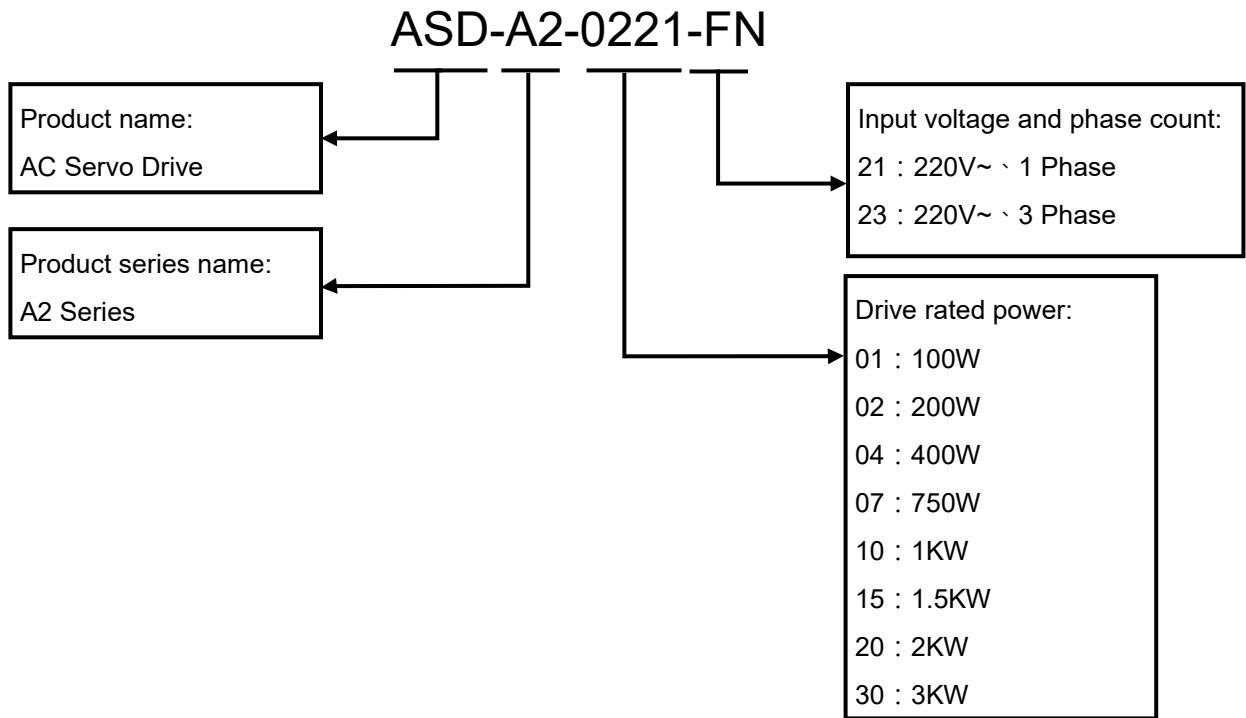 ASD-A2-0221-FN
Product name:
AC Servo Drive
Product series name:
A2 Series
Input voltage and phase count:
21：220V~、1 Phase
23：220V~、3 Phase
Drive rated power:
01：100W
02：200W
04：400W
07：750W
10：1KW
15：1.5KW
20：2KW
30：3KW